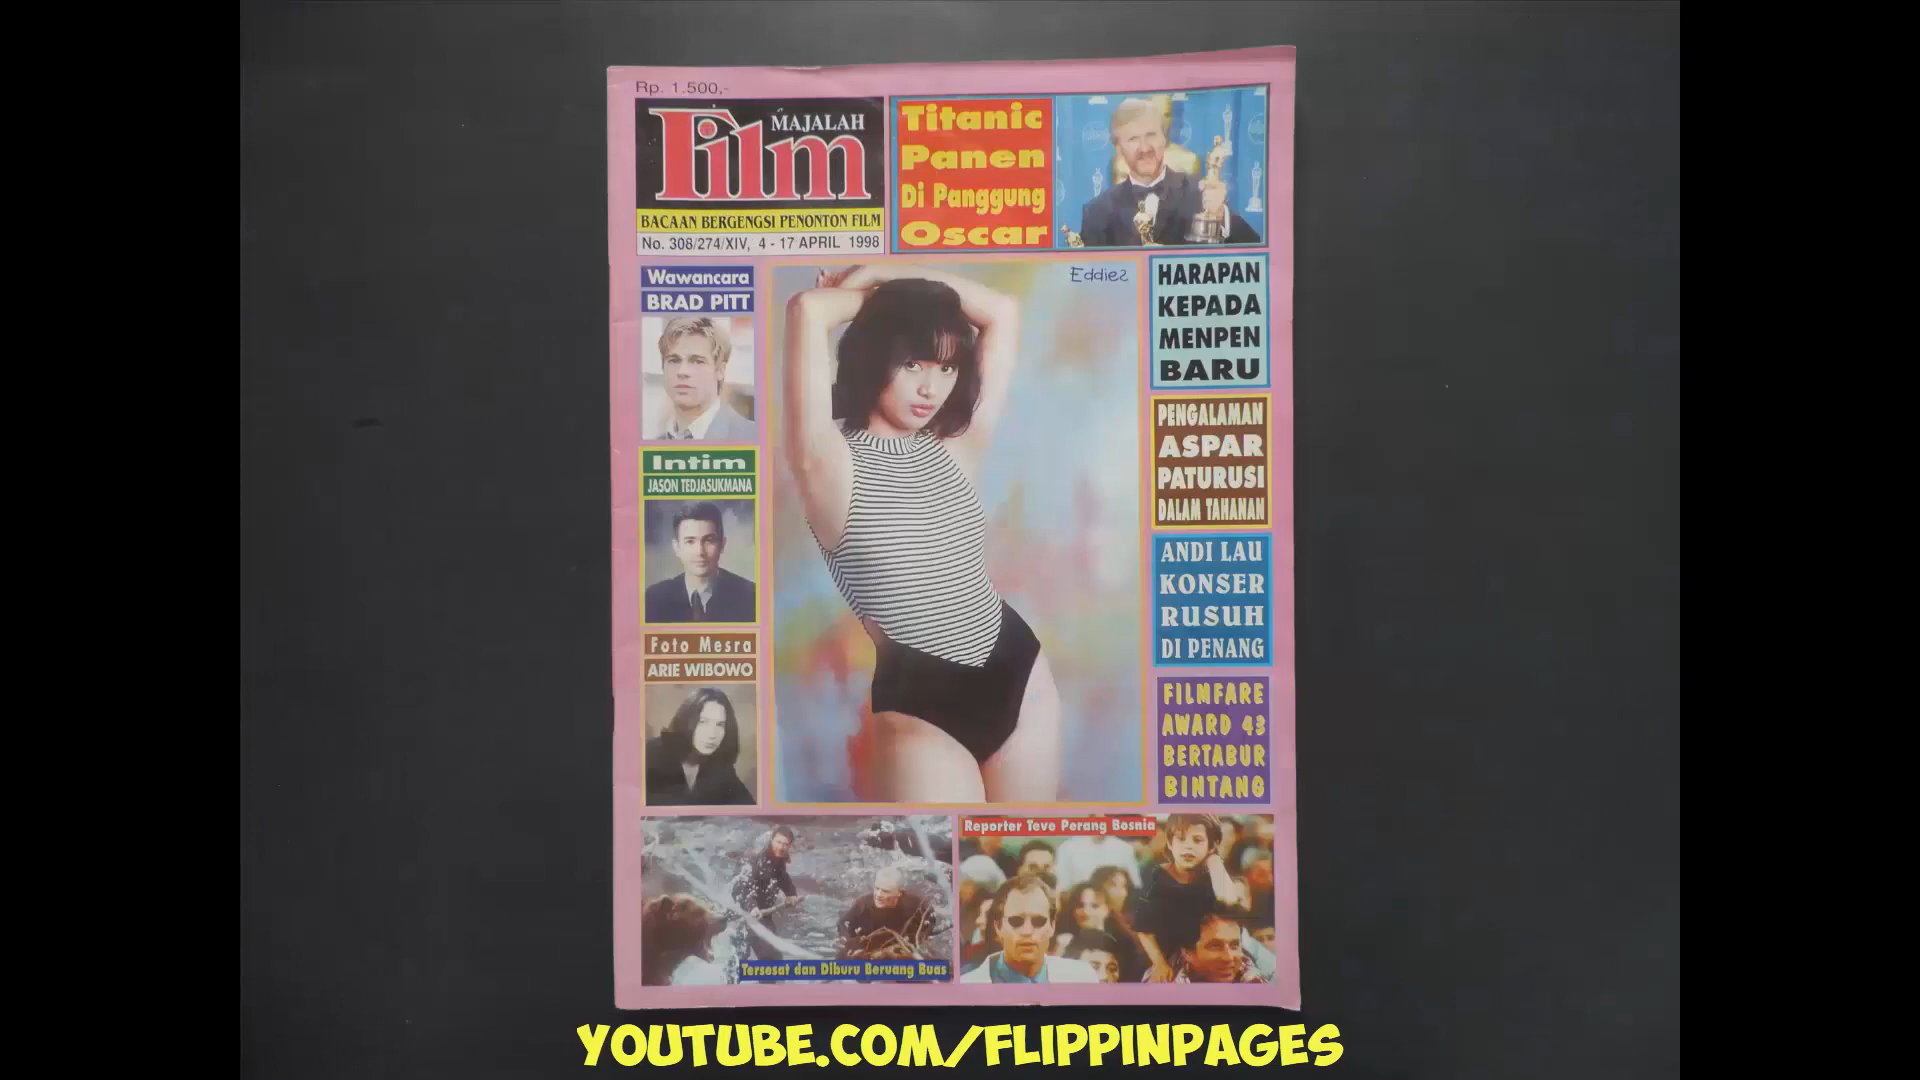 Rp. 1.500,-
MAJALAH
Film
BACAAN BERGENGSI PENONTON FILM
No. 308/274/XIV, 4 - 17 APRIL 1998
Titanic
Panen
Di Panggung
Oscar
Wawancara
BRAD PITT
Intim
JASON TEDJASUKMANA
Foto Mesra
ARIE WIBOWO
Eddies
HARAPAN
KEPADA
MENPEN
BARU
PENGALAMAN
ASPAR
PATURUSI
DALAM TAHANAN
ANDI LAU
KONSER
RUSUH
DI PENANG
FILMFARE
AWARD 43
BERTABUR
BINTANG
Tersesat dan Diburu Beruang Buas
Reporter Teve Perang Bosnia
YOUTUBE.COM/FLIPPINPAGES